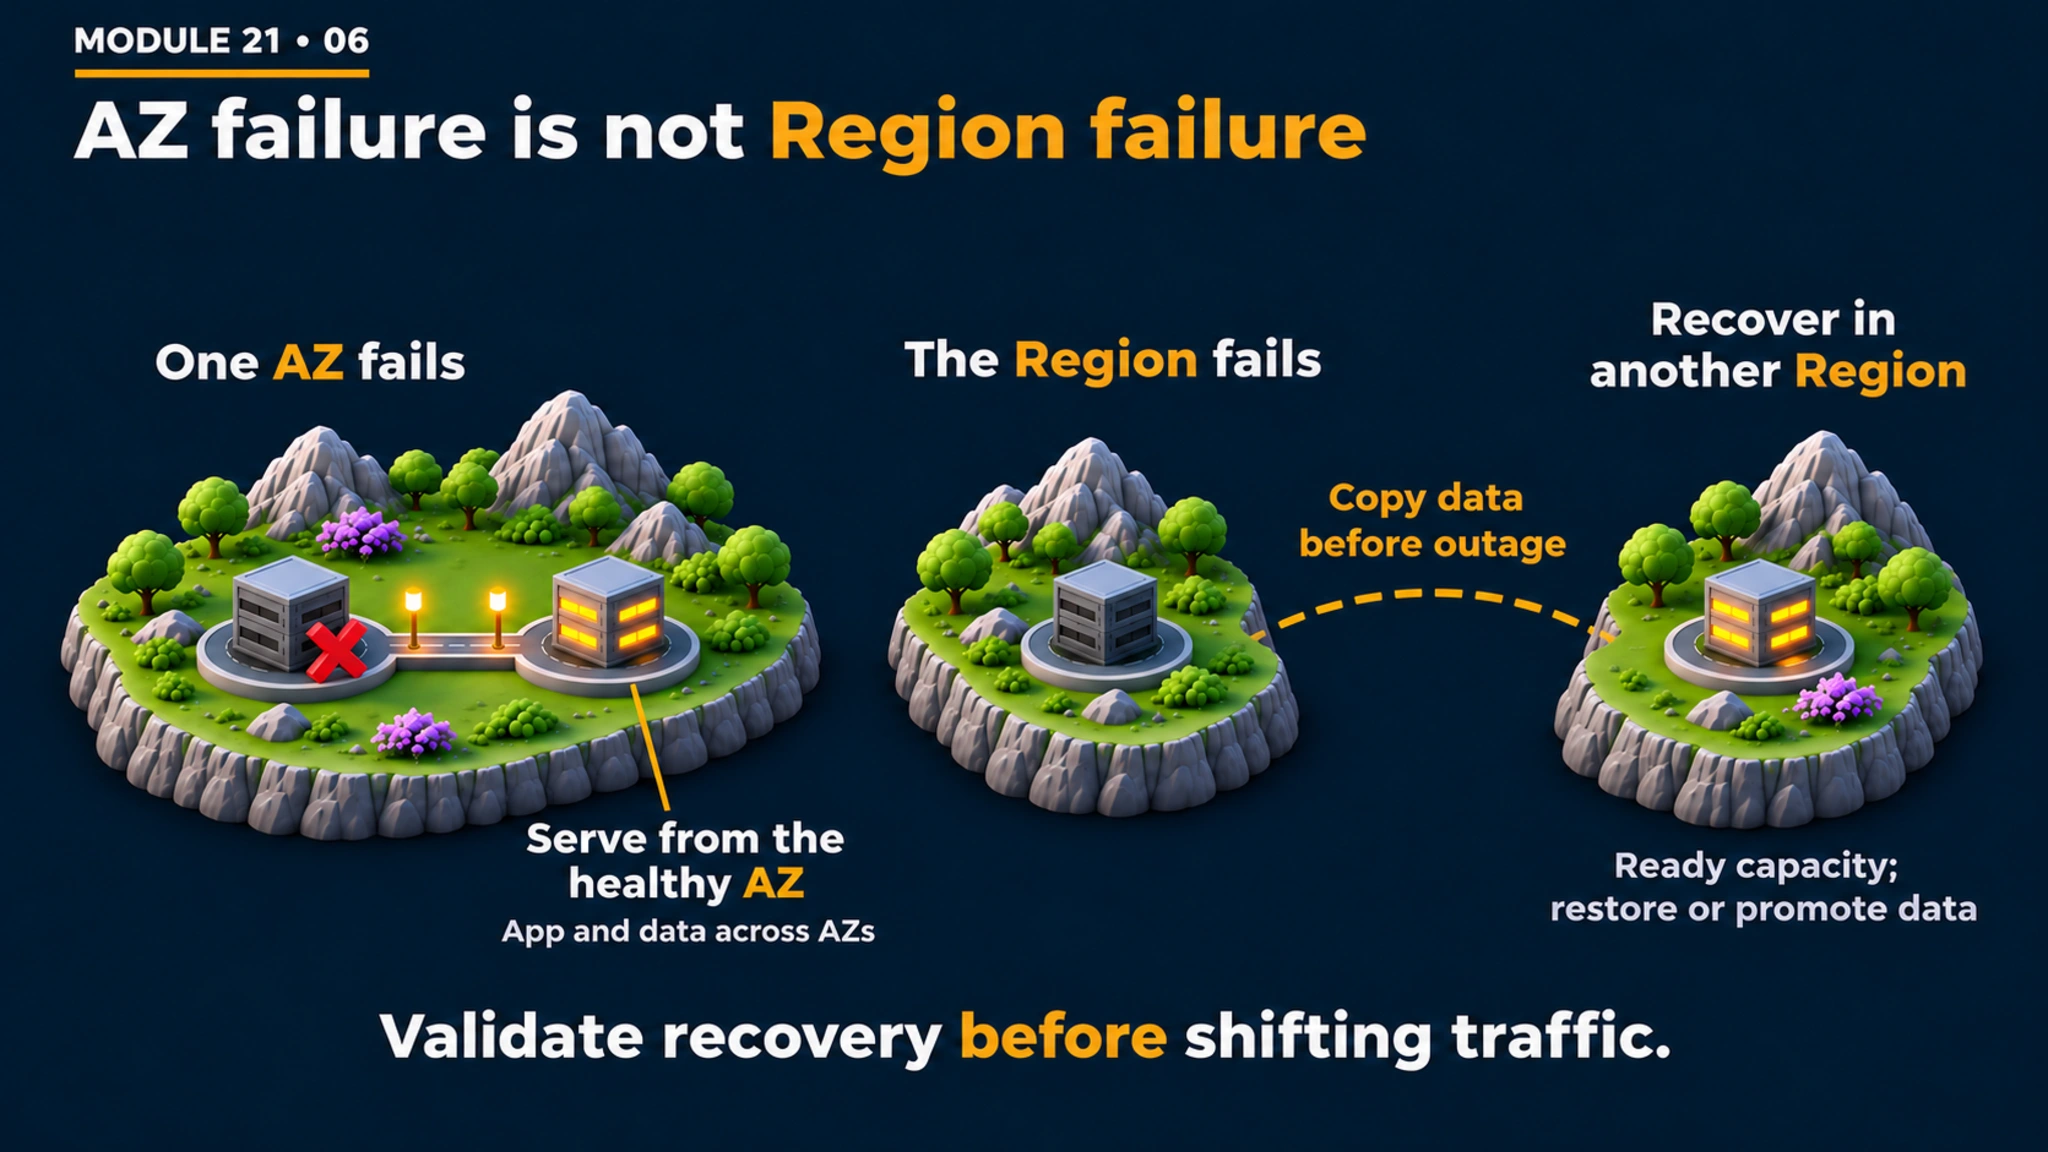 MODULE 21 • 06
AZ failure is not Region failure
One AZ fails
Serve from the
healthy AZ
App and data across AZs
The Region fails
Copy data
before outage
Recover in
another Region
Ready capacity;
restore or promote data
Validate recovery before shifting traffic.